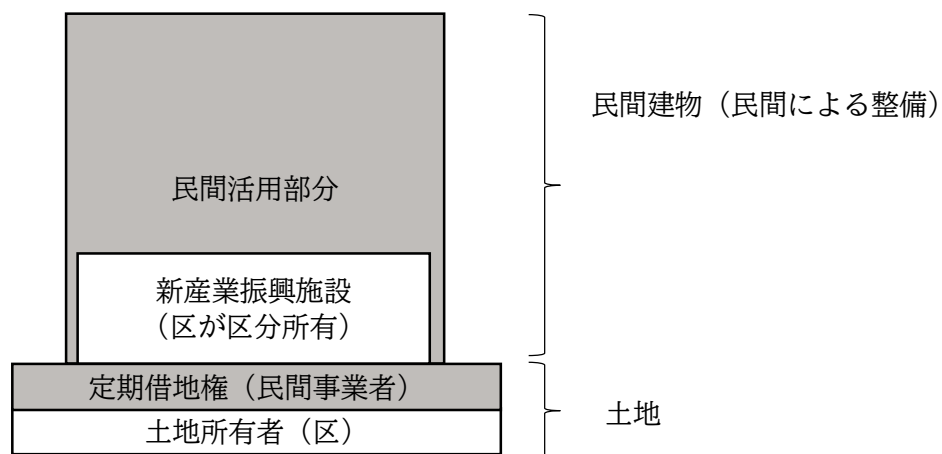 民間建物（民間による整備）
民間活用部分
新産業振興施設
（区が区分所有）
定期借地権（民間事業者）
土地所有者（区）
土地